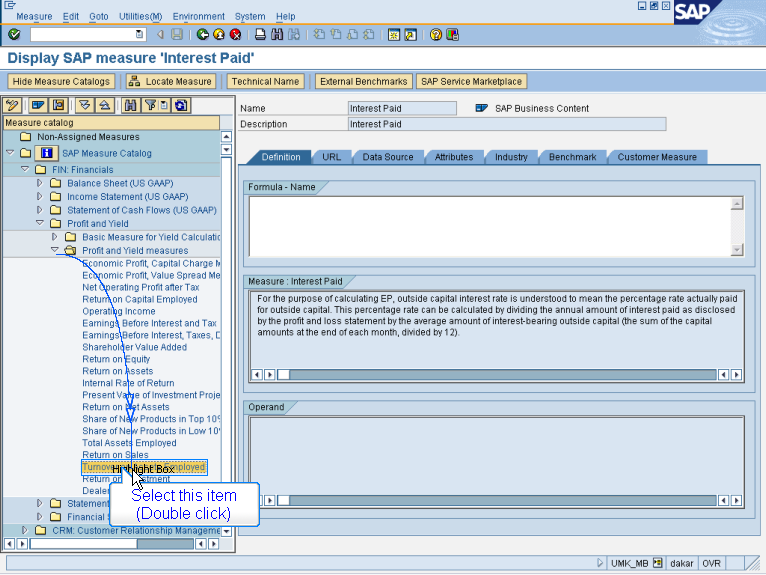 Measure Edit Goto Utilities(M) Environment System Help
SAP
Display SAP measure 'Interest Paid'
Hide Measure Catalogs Locate Measure Technical Name External Benchmarks SAP Service Marketplace
Measure catalog
Non-Assigned Measures
SAP Measure Catalog
FIN: Financials
Balance Sheet (US GAAP)
Income Statement (US GAAP)
Statement of Cash Flows (US GAAP)
Profit and Yield
Basic Measure for Yield Calculatic
Profit and Yield measures
Economic Profit, Capital Charge M
Economic Profit, Value Spread Me
Net Operating Profit after Tax
Return on Capital Employed
Operating Income
Earnings Before Interest and Tax
Earnings Before Interest, Taxes, D
Shareholder Value Added
Return on Equity
Return on Assets
Internal Rate of Return
Present Value of Investment Proje
Return on Net Assets
Share of New Products in Top 10%
Share of New Products in Low 10%
Total Assets Employed
Return on Sales
Employed
Highlight Box
Return on
Dealer
Select this item
(Double click)
Statement
Financial
CRM: Customer Relationship Manageme
Name Interest Paid SAP Business Content
Description Interest Paid
Definition URL Data Source Attributes Industry Benchmark Customer Measure
Formula - Name
Measure : Interest Paid
For the purpose of calculating EP, outside capital interest rate is understood to mean the percentage rate actually paid
for outside capital. This percentage rate can be calculated by dividing the annual amount of interest paid as disclosed
by the profit and loss statement by the average amount of interest-bearing outside capital (the sum of the capital
amounts at the end of each month, divided by 12).
Operand
UMK_MB dakar OVR